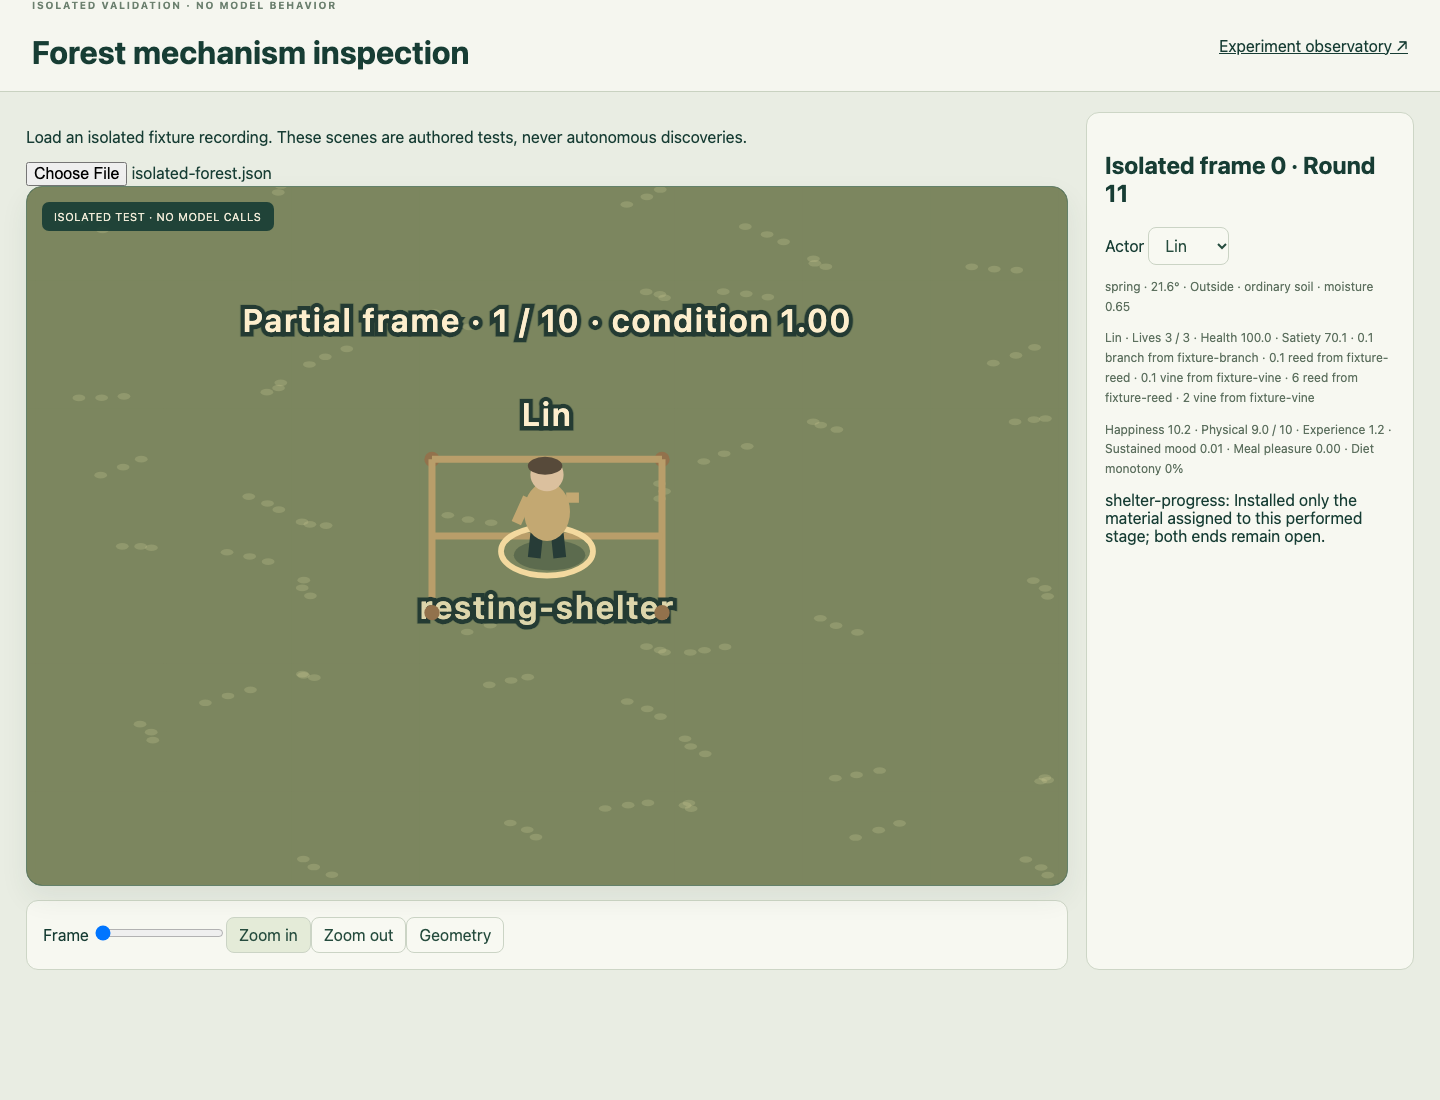 ISOLATED VALIDATION · NO MODEL BEHAVIOR
Forest mechanism inspection
Experiment observatory ↗
Load an isolated fixture recording. These scenes are authored tests, never autonomous discoveries.
Choose File isolated-forest.json
ISOLATED TEST · NO MODEL CALLS
Partial frame · 1 / 10 · condition 1.00
Lin
resting-shelter
Frame Zoom in Zoom out Geometry
Isolated frame 0 · Round
11
Actor Lin
spring · 21.6° · Outside · ordinary soil · moisture
0.65
Lin · Lives 3 / 3 · Health 100.0 · Satiety 70.1 · 0.1
branch from fixture-branch · 0.1 reed from fixture-
reed · 0.1 vine from fixture-vine · 6 reed from
fixture-reed · 2 vine from fixture-vine
Happiness 10.2 · Physical 9.0 / 10 · Experience 1.2 ·
Sustained mood 0.01 · Meal pleasure 0.00 · Diet
monotony 0%
shelter-progress: Installed only the
material assigned to this performed
stage; both ends remain open.